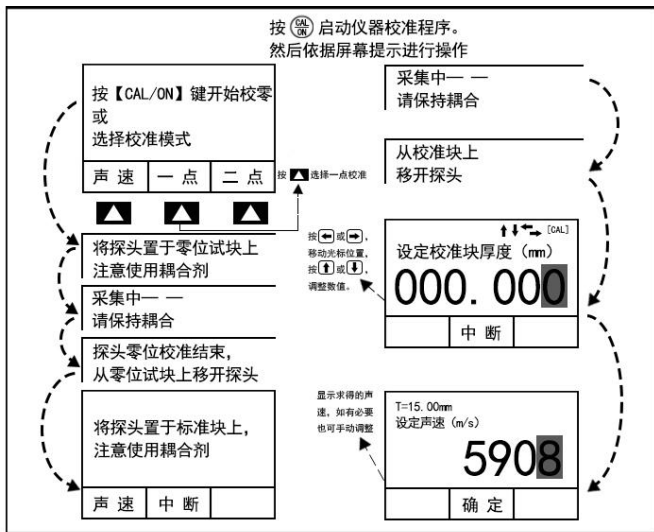 按 CAL/ON 启动仪器校准程序。
然后依据屏幕提示进行操作
按【CAL/ON】键开始校零
或
选择校准模式
声速 一点 二点
按▲选择一点校准
将探头置于零位试块上
注意使用耦合剂
采集中— —
请保持耦合
探头零位校准结束，
从零位试块上移开探头
将探头置于标准块上，
注意使用耦合剂
声速 中断
采集中— —
请保持耦合
从校准块上
移开探头
按←或→，
移动光标位置，
按↑或↓，
调整数值。
↑↓←→ [CAL]
设定校准块厚度（mm）
000.000
中断
显示求得的声
速，如有必要
也可手动调整
T=15.00mm
设定声速（m/s）
5908
确定